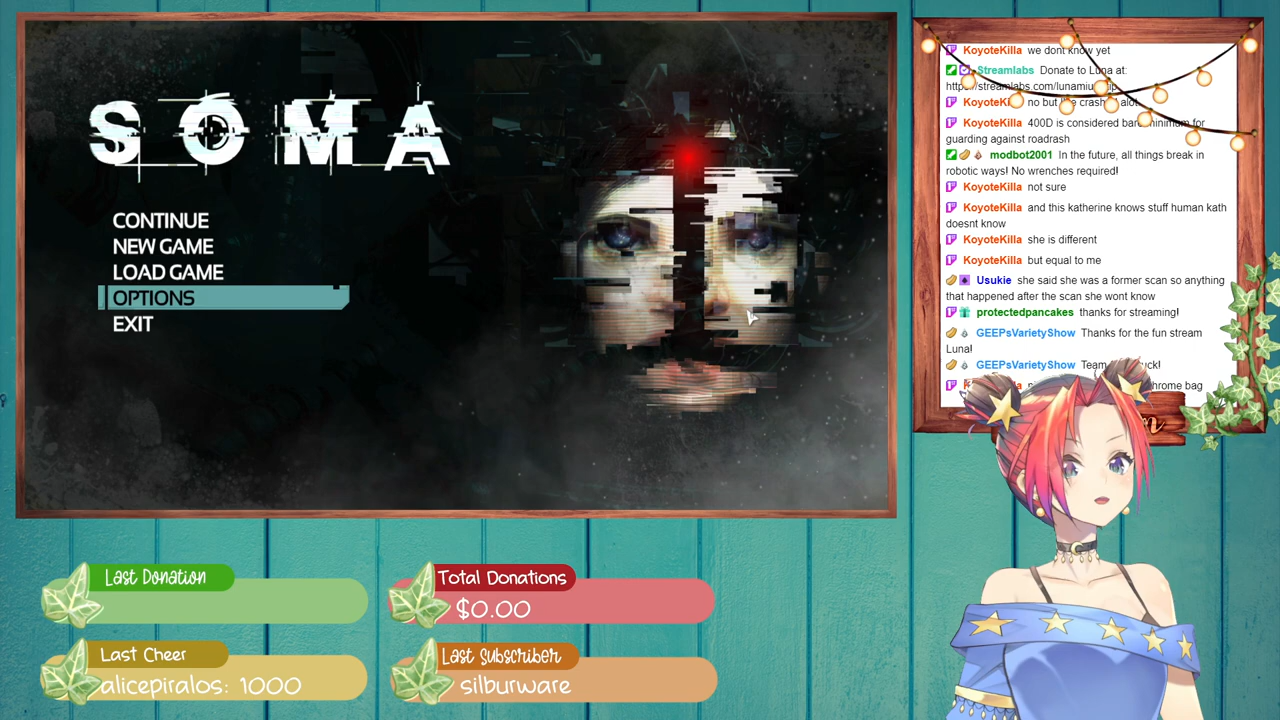 SOMA
CONTINUE
NEW GAME
LOAD GAME
OPTIONS
EXIT
KoyoteKilla we dont know yet
Streamlabs Donate to Luna at:
KoyoteKilla 400D is considered bare minimum for
guarding against roadrash
modbot2001 In the future, all things break in
robotic ways! No wrenches required!
KoyoteKilla not sure
KoyoteKilla and this katherine knows stuff human kath
doesnt know
KoyoteKilla she is different
KoyoteKilla but equal to me
Usukie she said she was a former scan so anything
that happened after the scan she wont know
protectedpancakes thanks for streaming!
GEEPsVarietyShow Thanks for the fun stream
Luna!
GEEPsVarietyShow Team
Last Donation
Total Donations
$0.00
Last Cheer
alicepiralos: 1000
Last Subscriber
silburware